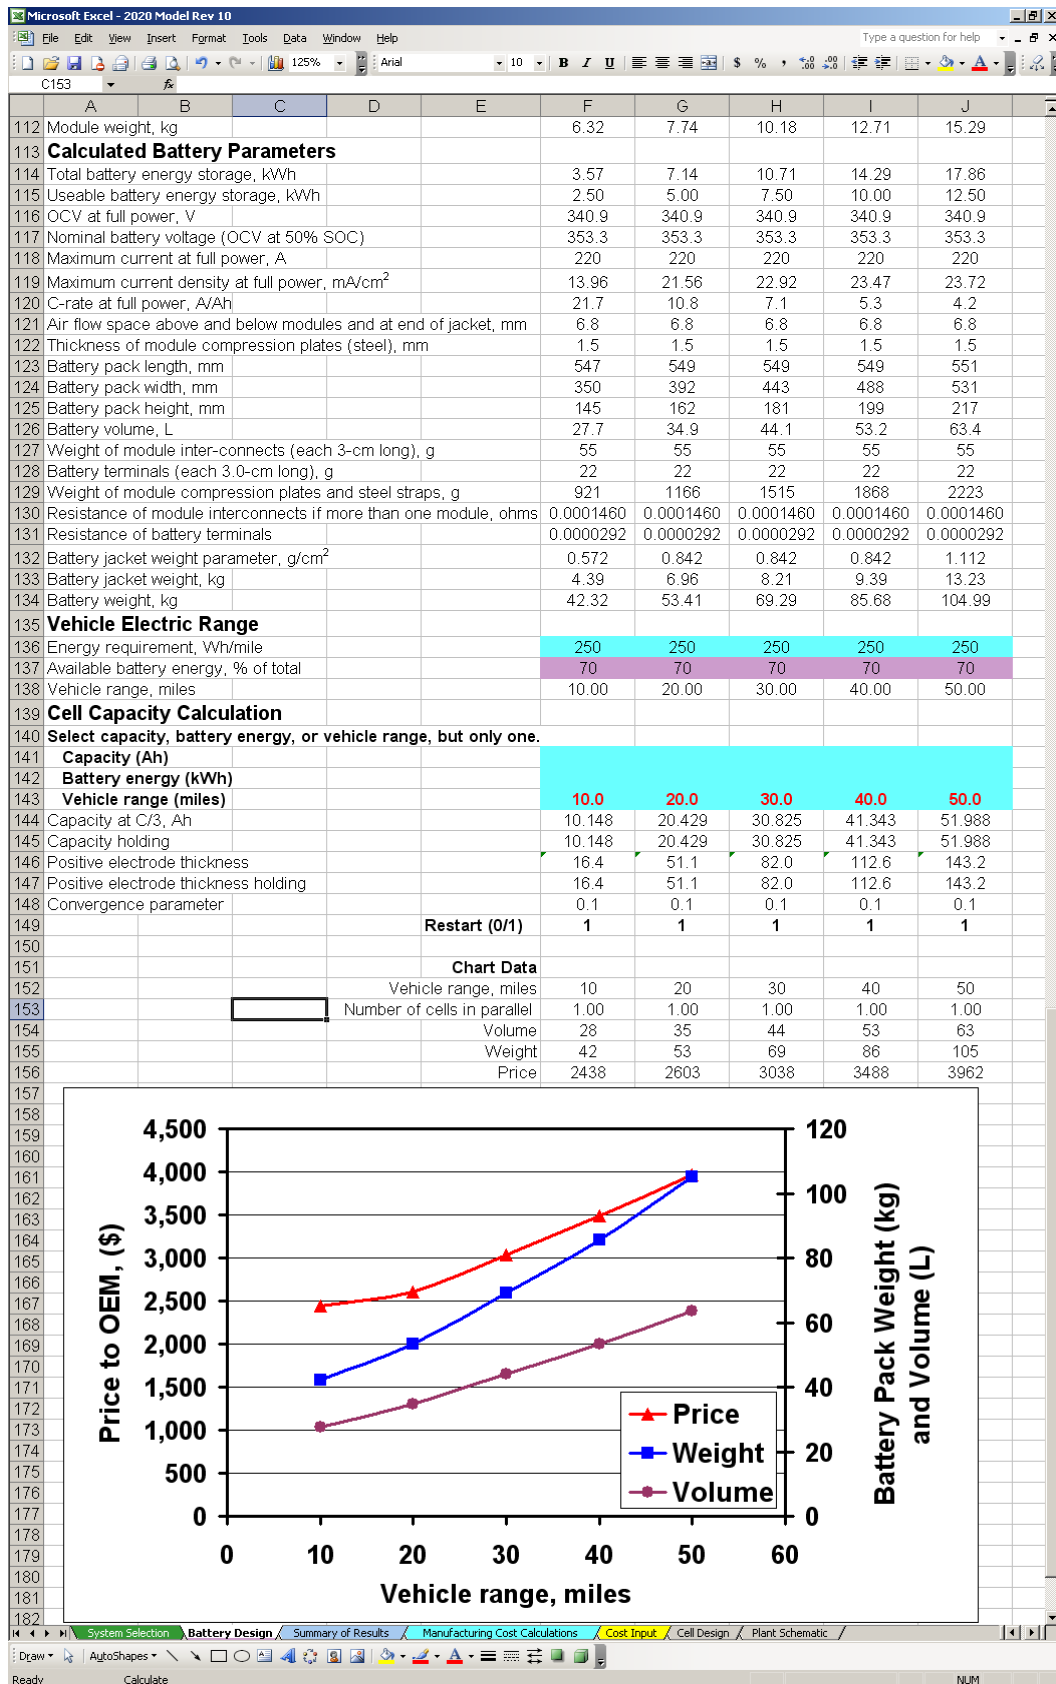 Microsoft Excel - 2020 Model Rev 10
File Edit View Insert Format Tools Data Window Help Type a question for help
125% Arial 10 B I U $ % ,
C153 fx
A B C D E F G H I J
112 Module weight, kg 6.32 7.74 10.18 12.71 15.29
113 Calculated Battery Parameters
114 Total battery energy storage, kWh 3.57 7.14 10.71 14.29 17.86
115 Useable battery energy storage, kWh 2.50 5.00 7.50 10.00 12.50
116 OCV at full power, V 340.9 340.9 340.9 340.9 340.9
117 Nominal battery voltage (OCV at 50% SOC) 353.3 353.3 353.3 353.3 353.3
118 Maximum current at full power, A 220 220 220 220 220
119 Maximum current density at full power, mA/cm² 13.96 21.56 22.92 23.47 23.72
120 C-rate at full power, A/Ah 21.7 10.8 7.1 5.3 4.2
121 Air flow space above and below modules and at end of jacket, mm 6.8 6.8 6.8 6.8 6.8
122 Thickness of module compression plates (steel), mm 1.5 1.5 1.5 1.5 1.5
123 Battery pack length, mm 547 549 549 549 551
124 Battery pack width, mm 350 392 443 488 531
125 Battery pack height, mm 145 162 181 199 217
126 Battery volume, L 27.7 34.9 44.1 53.2 63.4
127 Weight of module inter-connects (each 3-cm long), g 55 55 55 55 55
128 Battery terminals (each 3.0-cm long), g 22 22 22 22 22
129 Weight of module compression plates and steel straps, g 921 1166 1515 1868 2223
130 Resistance of module interconnects if more than one module, ohms 0.0001460 0.0001460 0.0001460 0.0001460 0.0001460
131 Resistance of battery terminals 0.0000292 0.0000292 0.0000292 0.0000292 0.0000292
132 Battery jacket weight parameter, g/cm² 0.572 0.842 0.842 0.842 1.112
133 Battery jacket weight, kg 4.39 6.96 8.21 9.39 13.23
134 Battery weight, kg 42.32 53.41 69.29 85.68 104.99
135 Vehicle Electric Range
136 Energy requirement, Wh/mile 250 250 250 250 250
137 Available battery energy, % of total 70 70 70 70 70
138 Vehicle range, miles 10.00 20.00 30.00 40.00 50.00
139 Cell Capacity Calculation
140 Select capacity, battery energy, or vehicle range, but only one.
141 Capacity (Ah)
142 Battery energy (kWh)
143 Vehicle range (miles) 10.0 20.0 30.0 40.0 50.0
144 Capacity at C/3, Ah 10.148 20.429 30.825 41.343 51.988
145 Capacity holding 10.148 20.429 30.825 41.343 51.988
146 Positive electrode thickness 16.4 51.1 82.0 112.6 143.2
147 Positive electrode thickness holding 16.4 51.1 82.0 112.6 143.2
148 Convergence parameter 0.1 0.1 0.1 0.1 0.1
149 Restart (0/1) 1 1 1 1 1
150
151 Chart Data
152 Vehicle range, miles 10 20 30 40 50
153 Number of cells in parallel 1.00 1.00 1.00 1.00 1.00
154 Volume 28 35 44 53 63
155 Weight 42 53 69 86 105
156 Price 2438 2603 3038 3488 3962
157
158
159
160
161
162
163
164
165
166
167
168
169
170
171
172
173
174
175
176
177
178
179
180
181
182
Price to OEM, ($)
4,500
4,000
3,500
3,000
2,500
2,000
1,500
1,000
500
0
120
100
80
60
40
20
0
Battery Pack Weight (kg)
and Volume (L)
Price
Weight
Volume
0 10 20 30 40 50 60
Vehicle range, miles
System Selection Battery Design Summary of Results Manufacturing Cost Calculations Cost Input Cell Design Plant Schematic
Draw AutoShapes
Ready Calculate NUM